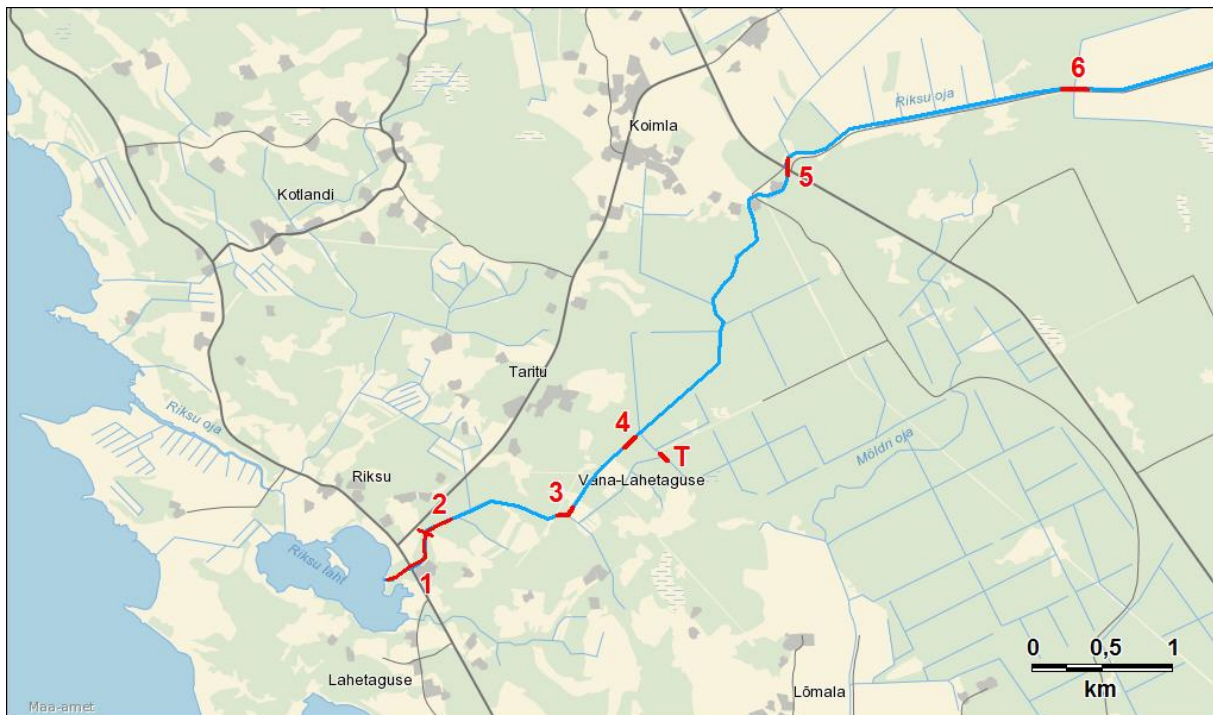 6
Riksu oja
Koimla
5
Kotlandi
Taritu
Riksu oja
4
Mõldri oja
T
Riksu
Vana-Lahetaguse
3
2
Riksu laht
1
0 0,5 1
km
Lahetaguse
Lõmala
Maa-amet